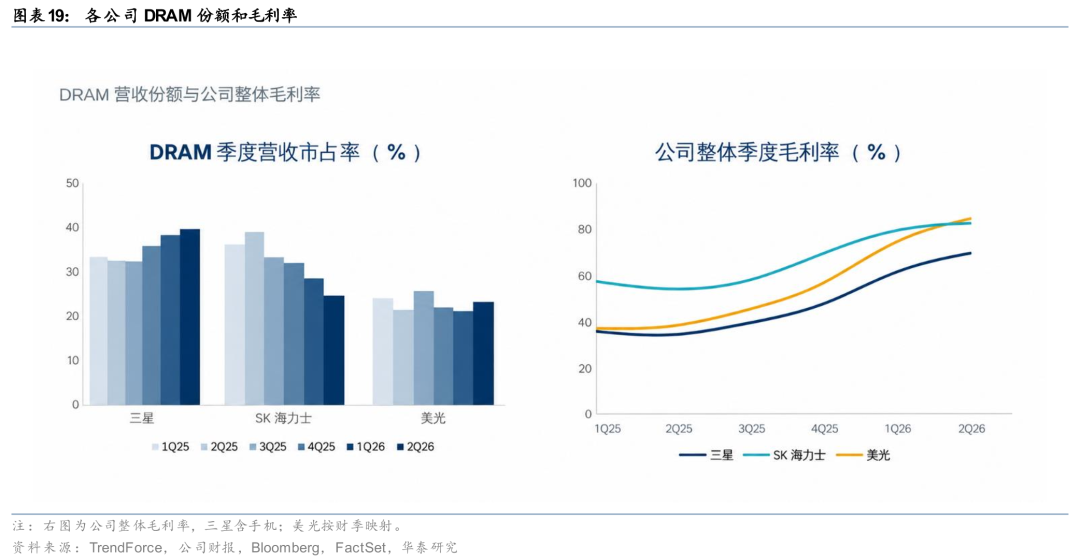 图表19： 各公司 DRAM 份额和毛利率
DRAM 营收份额与公司整体毛利率
DRAM 季度营收市占率（%）
50
40
30
20
10
0
三星
SK 海力士
美光
1Q25 2Q25 3Q25 4Q25 1Q26 2Q26
公司整体季度毛利率（%）
100
80
60
40
20
0
1Q25 2Q25 3Q25 4Q25 1Q26 2Q26
三星 SK 海力士 美光
注：右图为公司整体毛利率，三星含手机；美光按财季映射。
资料来源：TrendForce，公司财报，Bloomberg，FactSet，华泰研究